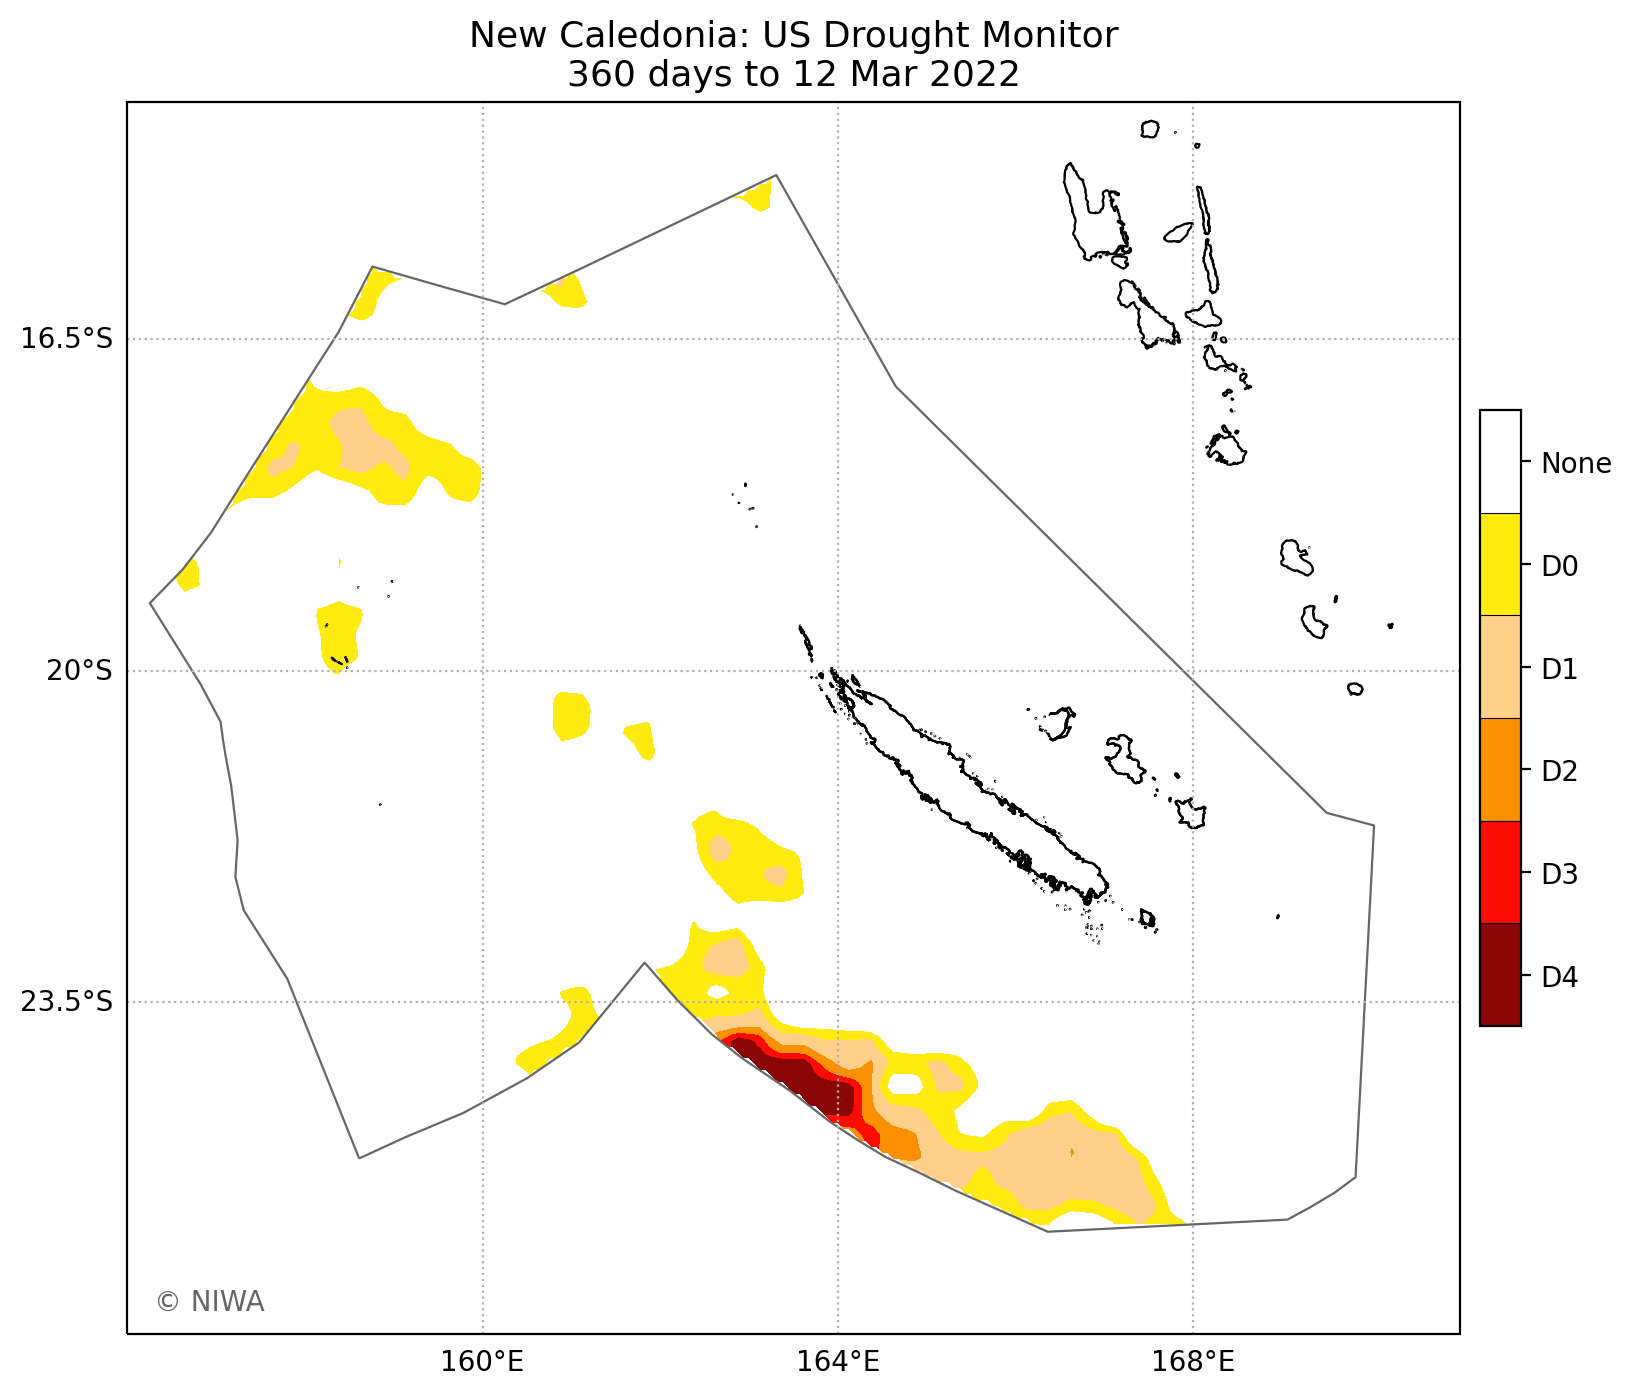 New Caledonia: US Drought Monitor
360 days to 12 Mar 2022
16.5°S
20°S
23.5°S
160°E
164°E
168°E
None
D0
D1
D2
D3
D4
© NIWA